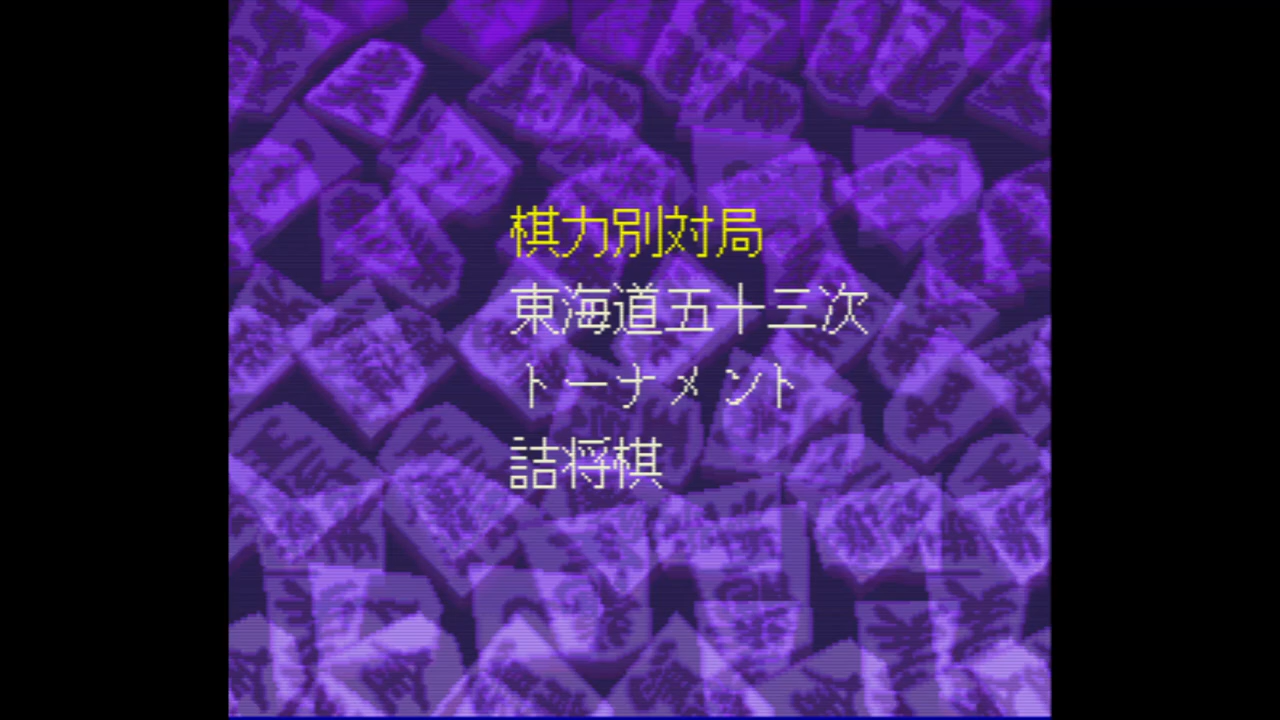 棋力別対局
東海道五十三次
トーナメント
詰将棋